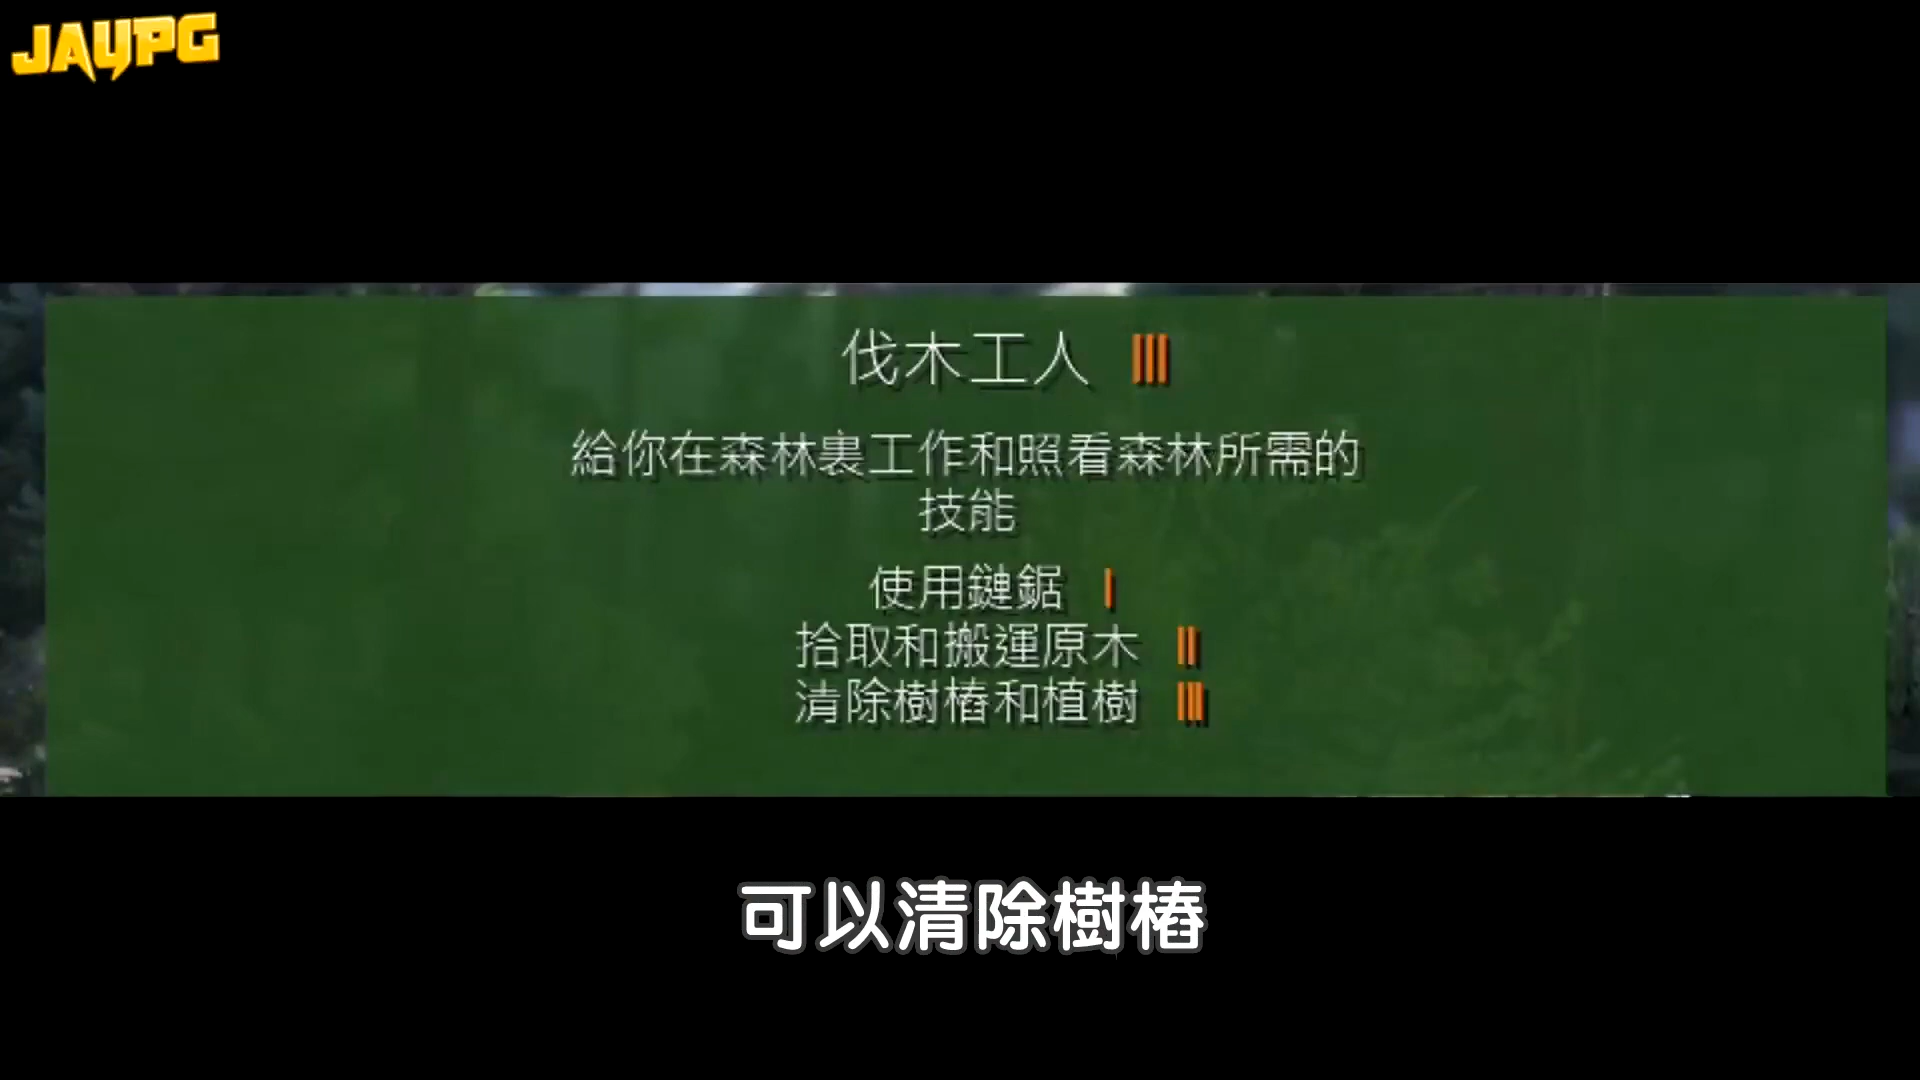 JAYPG
伐木工人 III
給你在森林裏工作和照看森林所需的
技能
使用鏈鋸 I
拾取和搬運原木 II
清除樹樁和植樹 III
可以清除樹樁